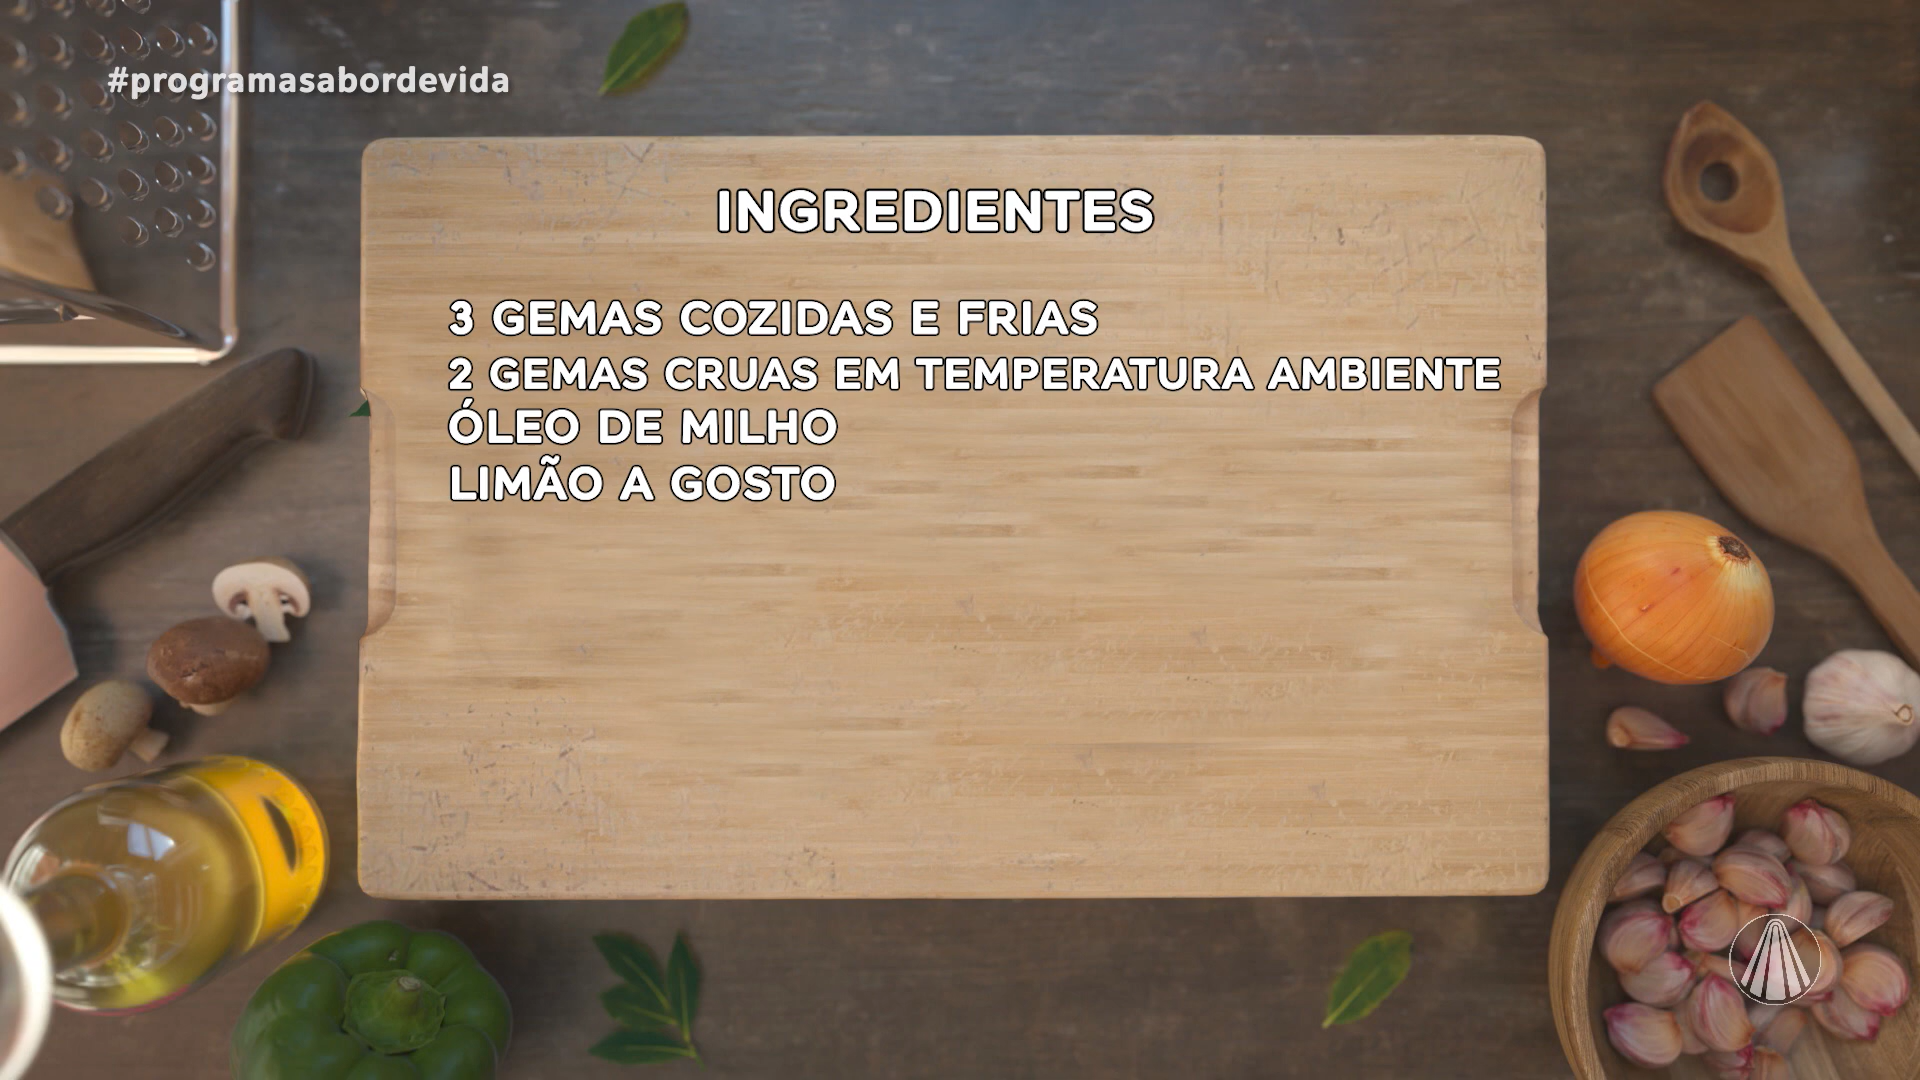 #programasabordevida
INGREDIENTES
3 GEMAS COZIDAS E FRIAS
2 GEMAS CRUAS EM TEMPERATURA AMBIENTE
ÓLEO DE MILHO
LIMÃO A GOSTO